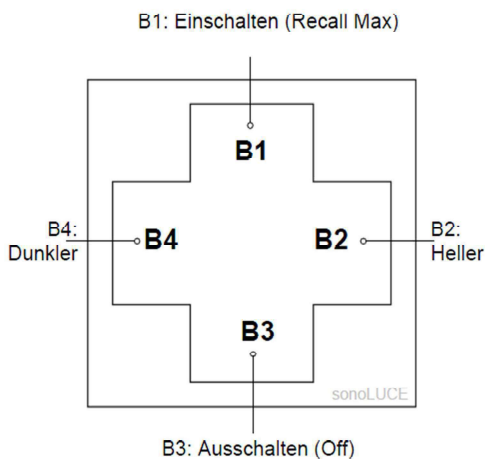 B1: Einschalten (Recall Max)
B1
B4:
Dunkler
B4
B2
B2:
Heller
B3
sonoLUCE
B3: Ausschalten (Off)